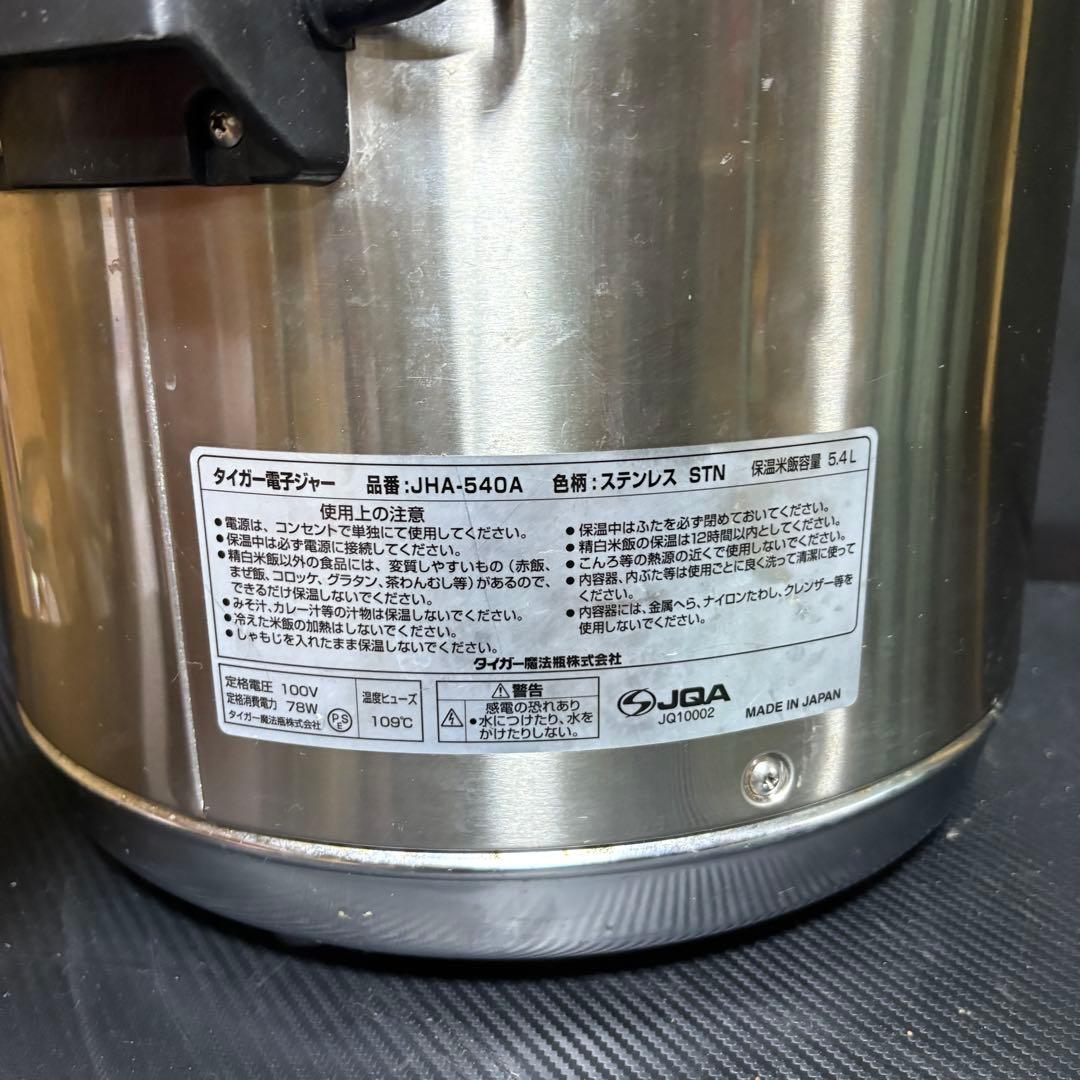 タイガー電子ジャー 品番:JHA-540A 色柄:ステンレス STN 保温米飯容量 5.4L
使用上の注意
●電源は、コンセントで単独にて使用してください。
●保温中は必ず電源に接続してください。
●精白米飯以外の食品には、変質しやすいもの(赤飯、
まぜ飯、コロッケ、グラタン、茶わんむし等)があるので、
できるだけ保温しないでください。
●みそ汁、カレー汁等の汁物は保温しないでください。
●冷えた米飯の加熱はしないでください。
●しゃもじを入れたまま保温しないでください。
●保温中はふたを必ず閉めておいてください。
●精白米飯の保温は12時間以内としてください。
●こんろ等の熱源の近くで使用しないでください。
●内容器、内ぶた等は使用ごとに良く洗って清潔に使って
ください。
●内容器には、金属へら、ナイロンたわし、クレンザー等を
使用しないでください。
タイガー魔法瓶株式会社
定格電圧 100V
定格消費電力 78W
タイガー魔法瓶株式会社
PSE
温度ヒューズ
109℃
警告
感電の恐れあり
●水につけたり、水を
かけたりしない。
JQA
JQ10002
MADE IN JAPAN